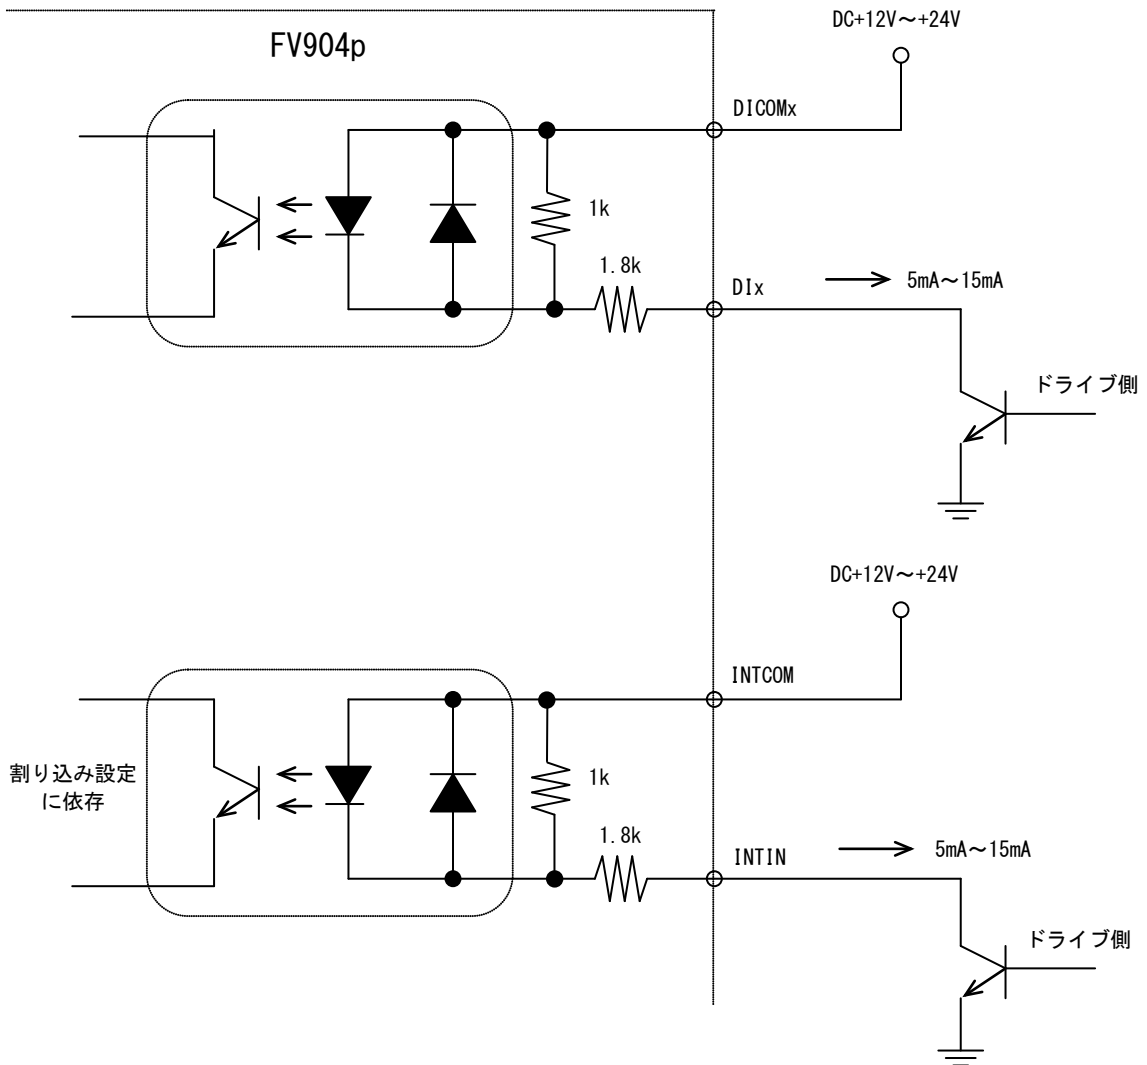 FV904p
DC+12V～+24V
DICOMx
1k
1.8k
DIx
5mA～15mA
ドライブ側
DC+12V～+24V
INTCOM
割り込み設定
に依存
1k
1.8k
INTIN
5mA～15mA
ドライブ側